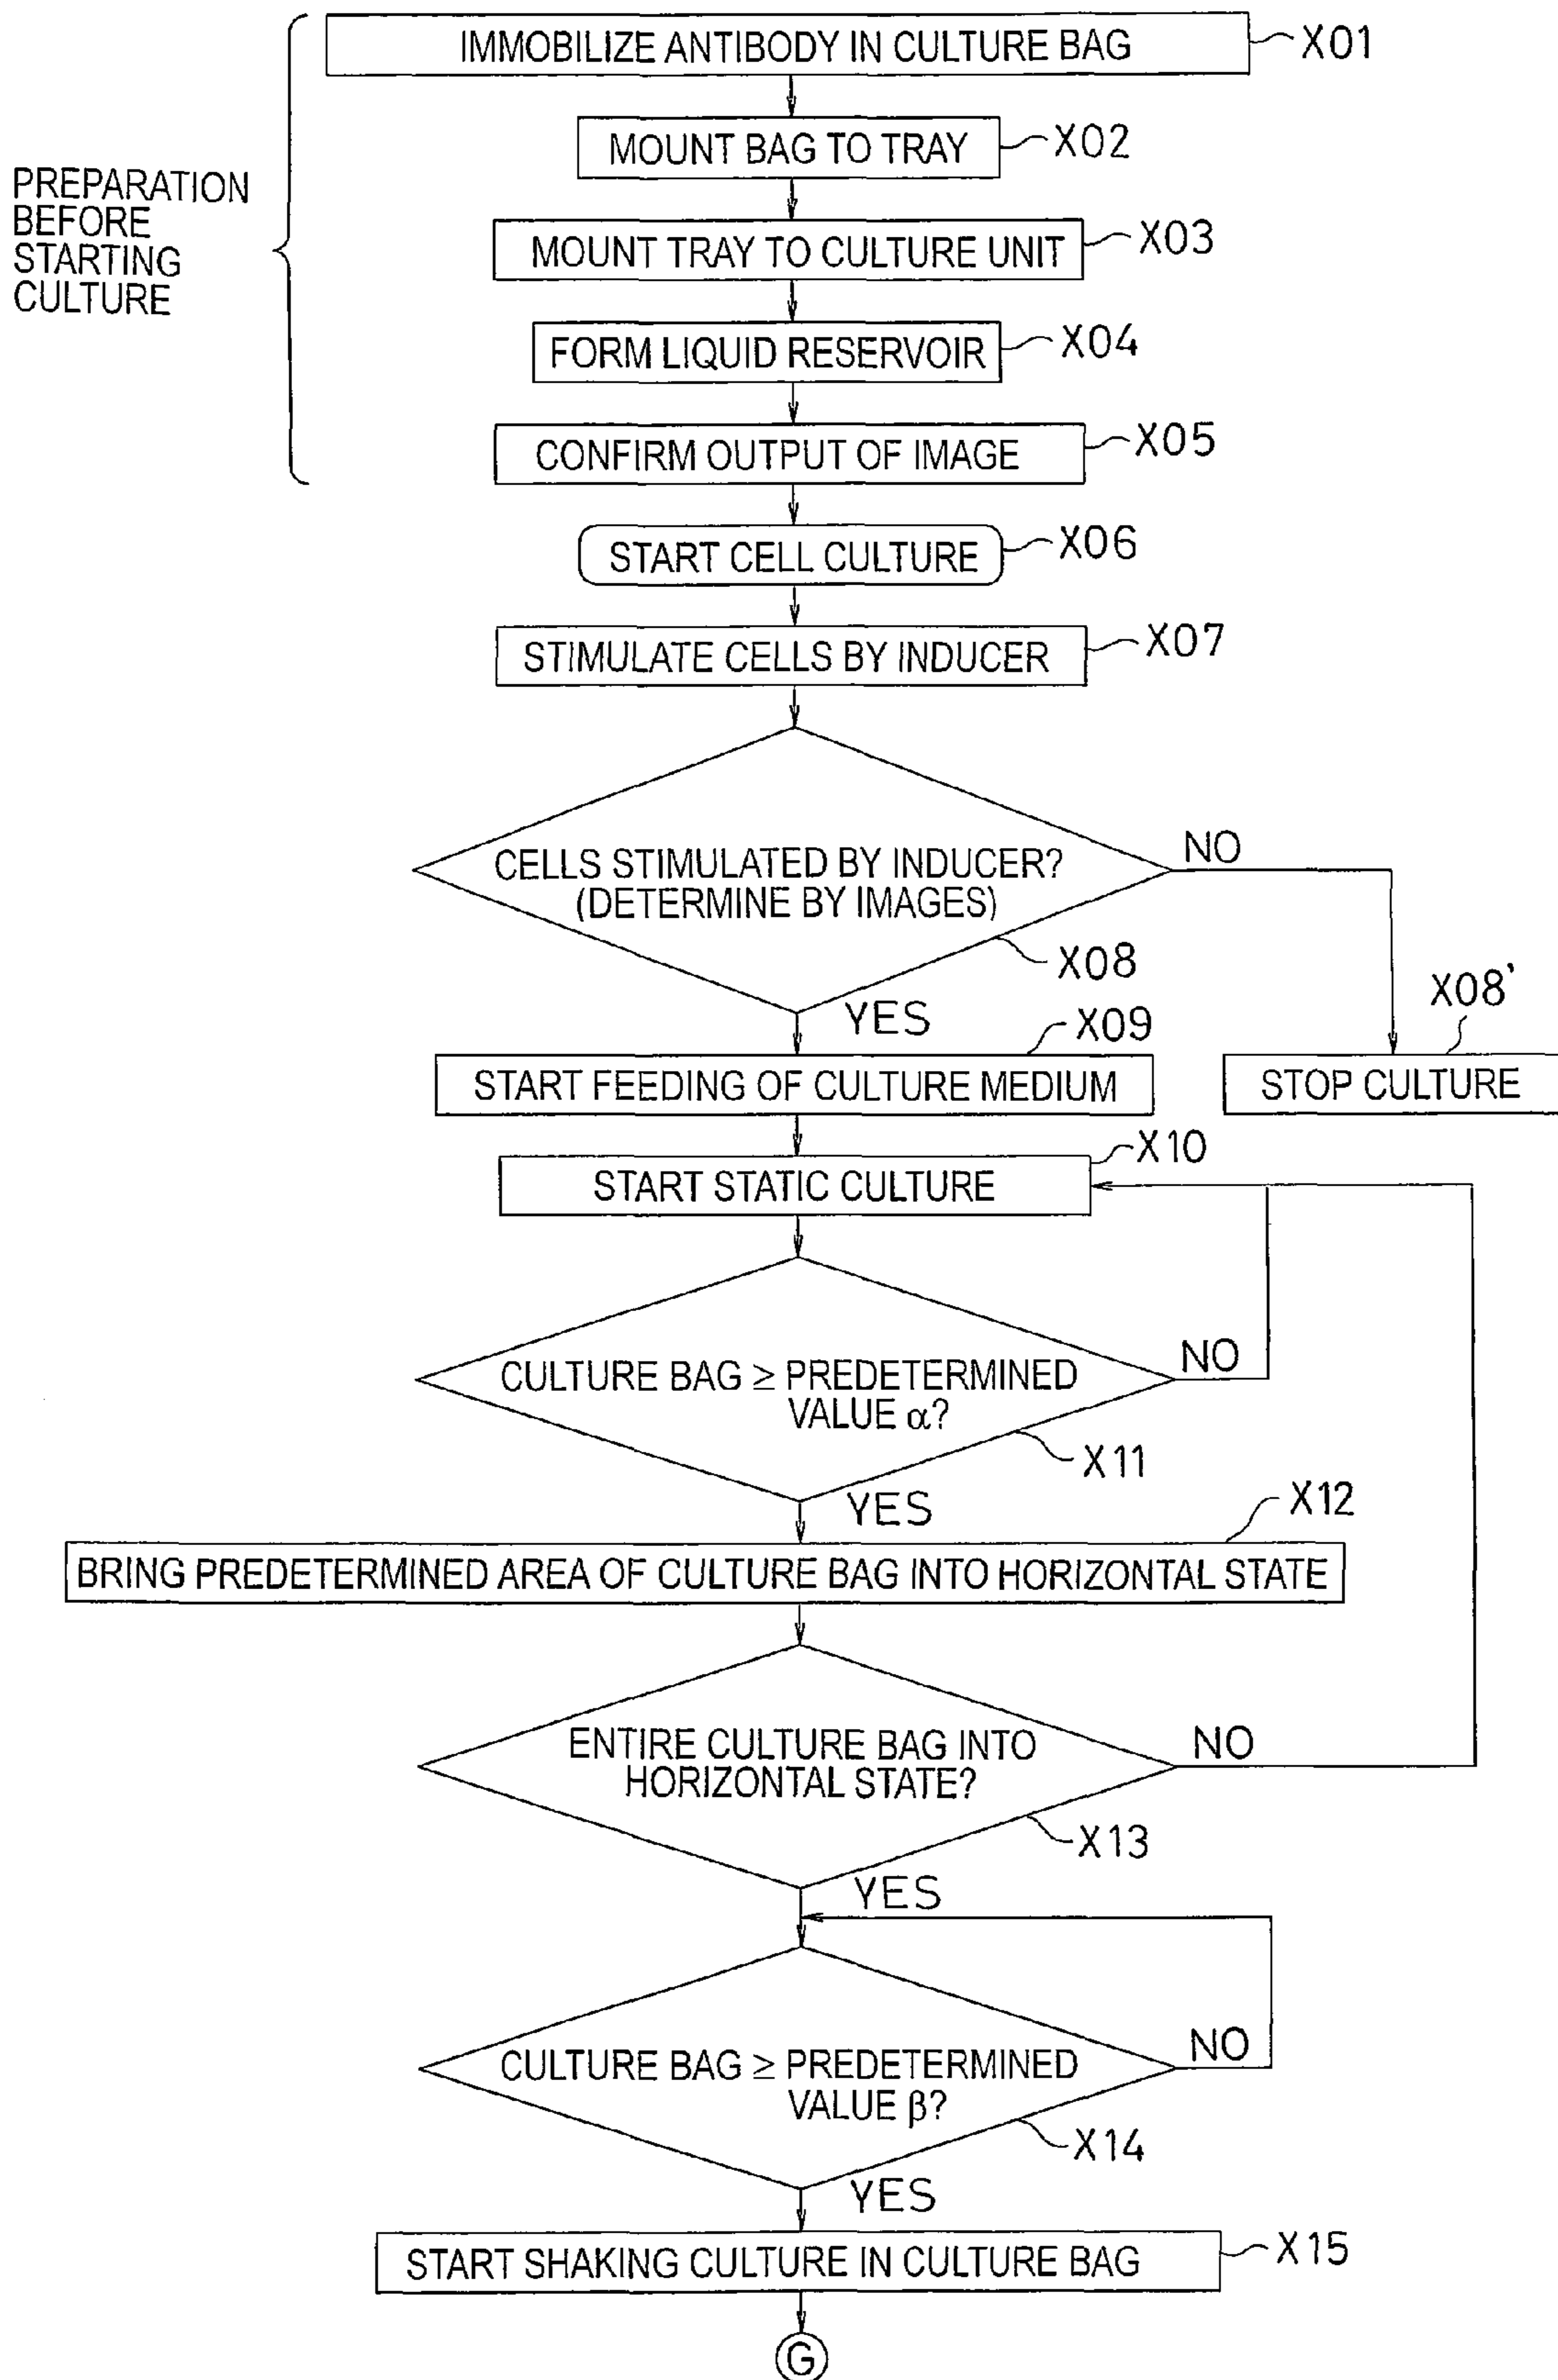 IMMOBILIZE ANTIBODY IN CULTURE BAG
X01
MOUNT BAG TO TRAY
X02
PREPARATION
BEFORE
STARTING
CULTURE
MOUNT TRAY TO CULTURE UNIT
X03
FORM LIQUID RESERVOIR
X04
CONFIRM OUTPUT OF IMAGE
X05
START CELL CULTURE
X06
STIMULATE CELLS BY INDUCER
X07
CELLS STIMULATED BY INDUCER?
(DETERMINE BY IMAGES)
NO
X08
X08'
YES
X09
START FEEDING OF CULTURE MEDIUM
STOP CULTURE
X10
START STATIC CULTURE
CULTURE BAG ≥ PREDETERMINED
VALUE α?
NO
X11
YES
X12
BRING PREDETERMINED AREA OF CULTURE BAG INTO HORIZONTAL STATE
ENTIRE CULTURE BAG INTO
HORIZONTAL STATE?
NO
X13
YES
CULTURE BAG ≥ PREDETERMINED
VALUE β?
NO
X14
YES
START SHAKING CULTURE IN CULTURE BAG
X15
G